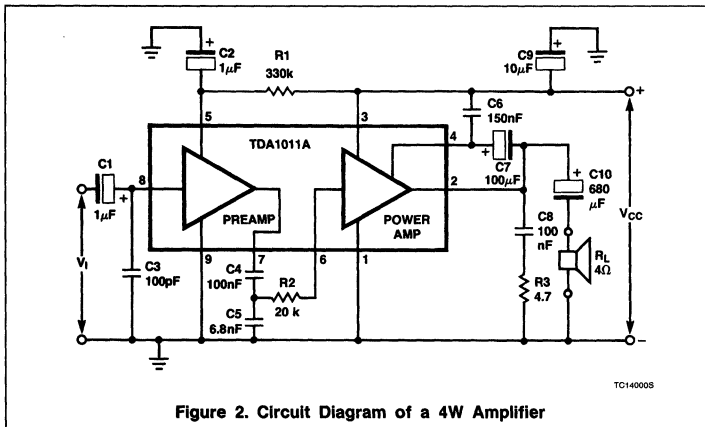 +
C2
1μF
R1
330k
+
C9
10μF
+
C6
150nF
5
3
4
TDA1011A
C1
+
1μF
8
PREAMP
POWER
AMP
+
C7
100μF
2
+
C10
680
μF
VCC
VI
C3
100pF
9
7
6
1
C4
100nF
R2
20 k
C5
6.8nF
C8
100
nF
R3
4.7
RL
4Ω
−
TC14000S
Figure 2. Circuit Diagram of a 4W Amplifier